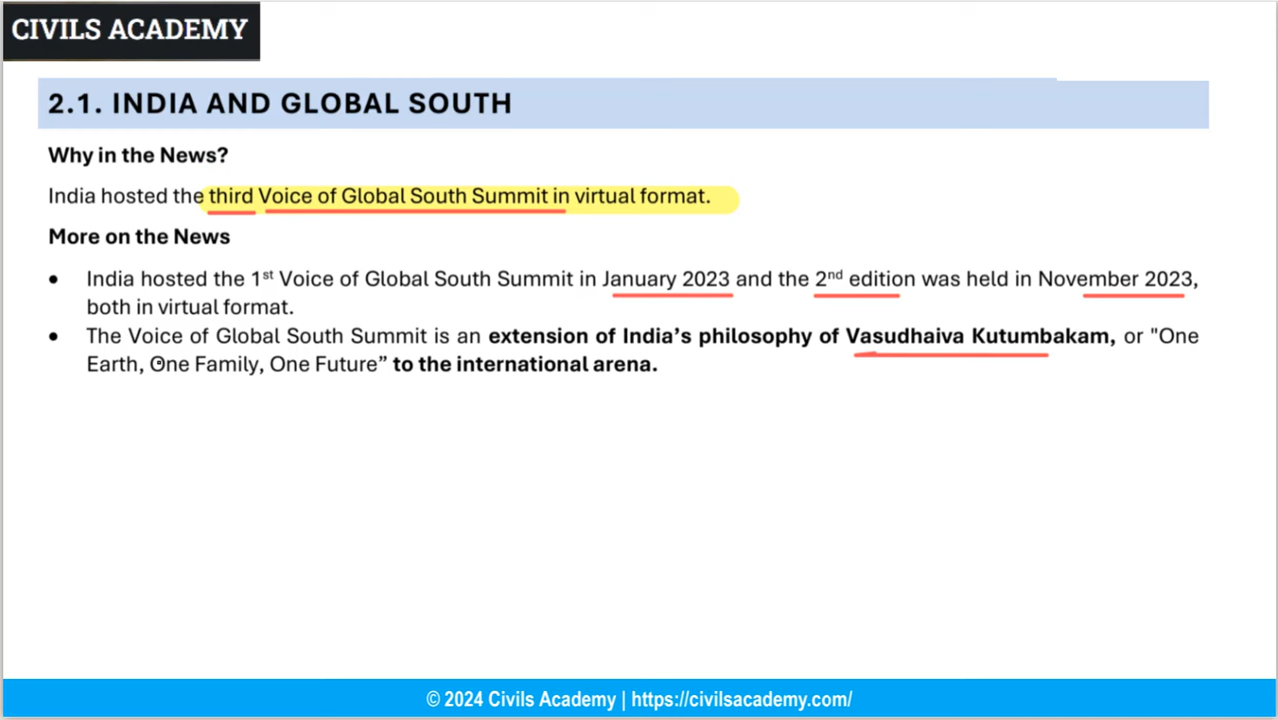 CIVILS ACADEMY
2.1. INDIA AND GLOBAL SOUTH
Why in the News?
India hosted the third Voice of Global South Summit in virtual format.
More on the News
• India hosted the 1st Voice of Global South Summit in January 2023 and the 2nd edition was held in November 2023,
both in virtual format.
• The Voice of Global South Summit is an extension of India’s philosophy of Vasudhaiva Kutumbakam, or "One
Earth, One Family, One Future” to the international arena.
© 2024 Civils Academy | https://civilsacademy.com/